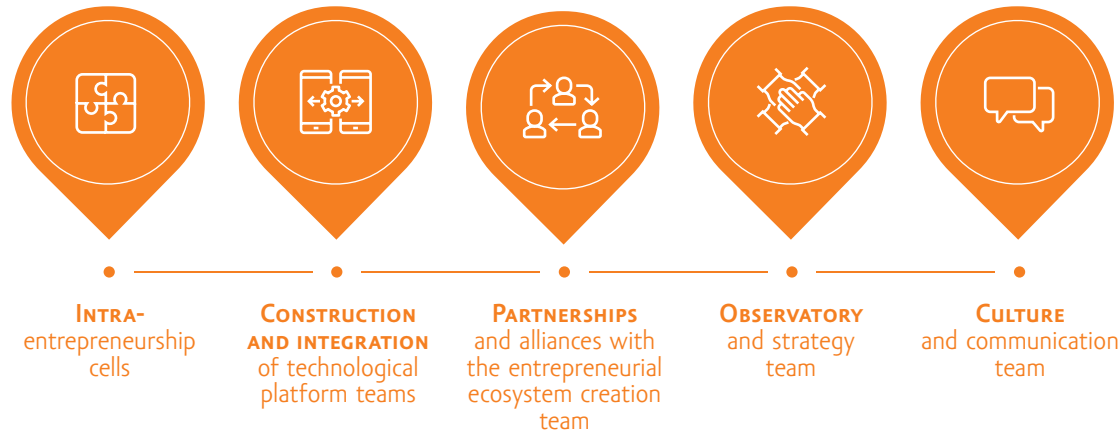 INTRA-
entrepreneurship
cells
CONSTRUCTION
AND INTEGRATION
of technological
platform teams
PARTNERSHIPS
and alliances with
the entrepreneurial
ecosystem creation
team
OBSERVATORY
and strategy
team
CULTURE
and communication
team